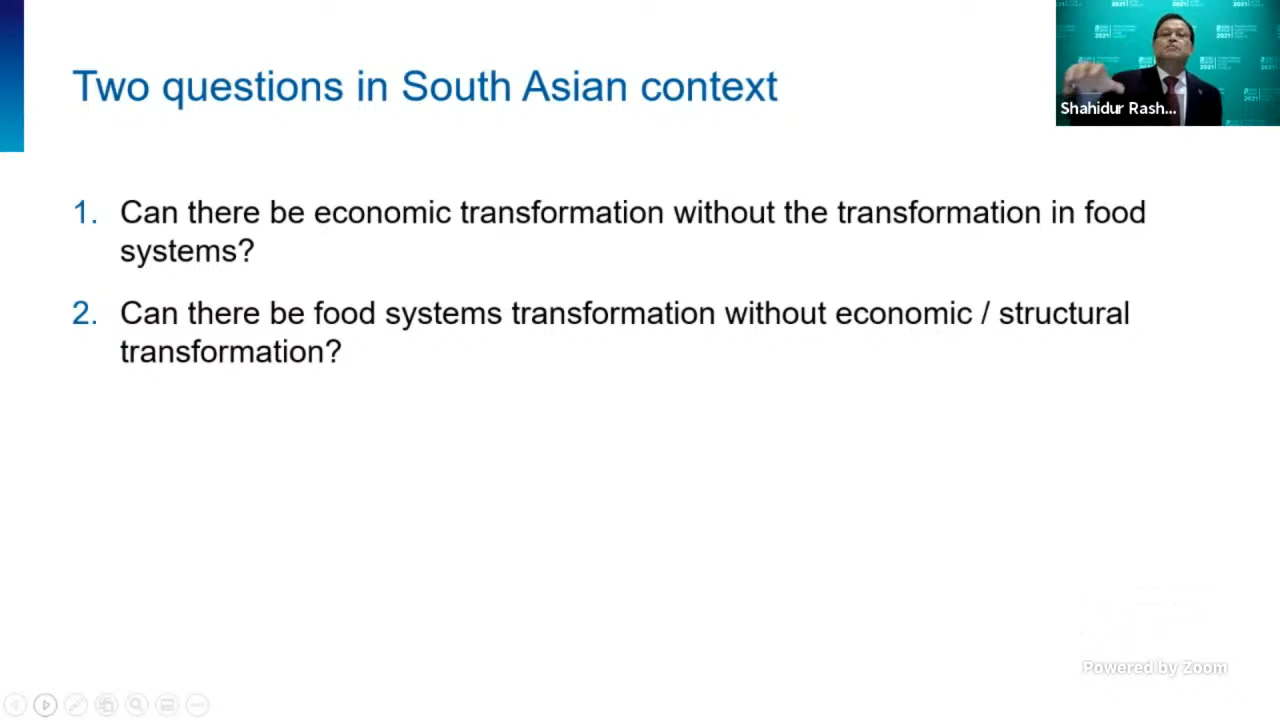 Two questions in South Asian context
Shahidur Rash...
1. Can there be economic transformation without the transformation in food
systems?
2. Can there be food systems transformation without economic / structural
transformation?
Powered by Zoom